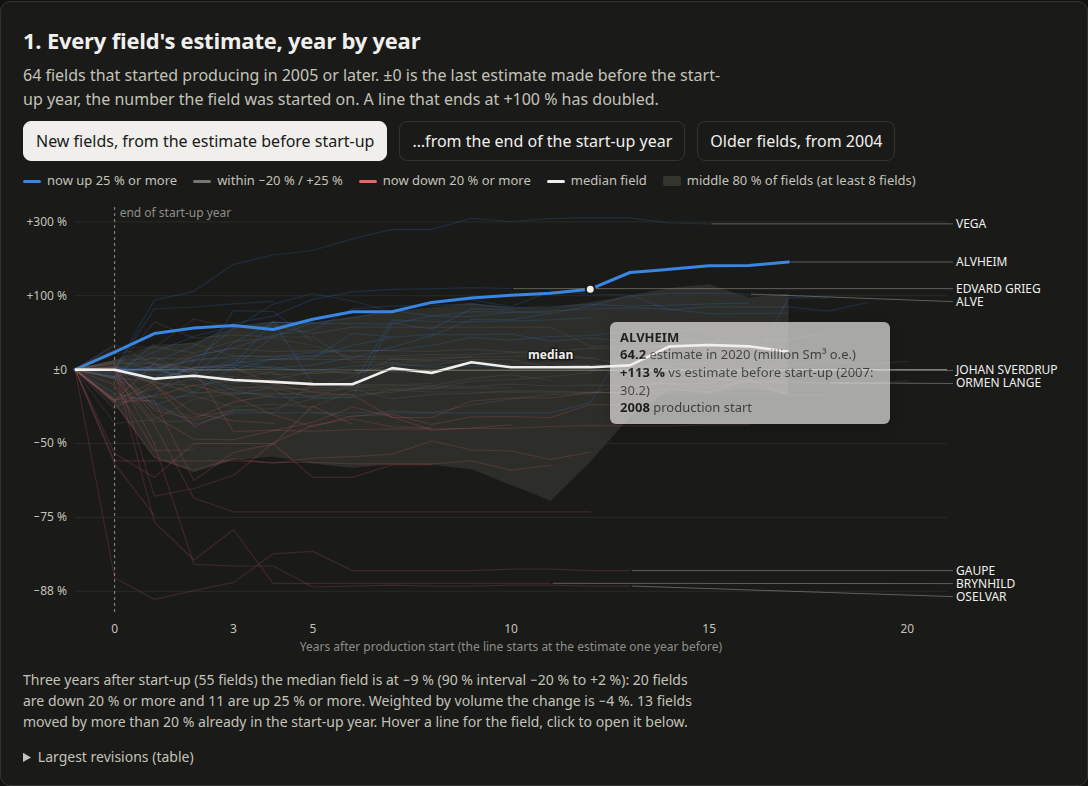 1. Every field's estimate, year by year
64 fields that started producing in 2005 or later. ±0 is the last estimate made before the start-
up year, the number the field was started on. A line that ends at +100 % has doubled.
New fields, from the estimate before start-up
...from the end of the start-up year
Older fields, from 2004
now up 25 % or more
within −20 % / +25 %
now down 20 % or more
median field
middle 80 % of fields (at least 8 fields)
end of start-up year
+300 %
+100 %
±0
−50 %
−75 %
−88 %
VEGA
ALVHEIM
EDVARD GRIEG
ALVE
JOHAN SVERDRUP
ORMEN LANGE
GAUPE
BRYNHILD
OSELVAR
median
ALVHEIM
64.2 estimate in 2020 (million Sm³ o.e.)
+113 % vs estimate before start-up (2007:
30.2)
2008 production start
0
3
5
10
15
20
Years after production start (the line starts at the estimate one year before)
Three years after start-up (55 fields) the median field is at −9 % (90 % interval −20 % to +2 %): 20 fields
are down 20 % or more and 11 are up 25 % or more. Weighted by volume the change is −4 %. 13 fields
moved by more than 20 % already in the start-up year. Hover a line for the field, click to open it below.
▶ Largest revisions (table)